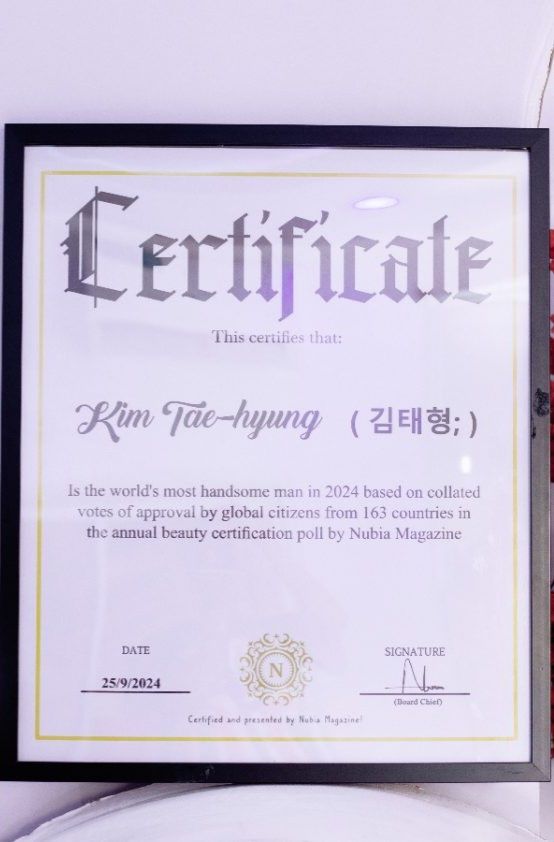 Certificate
This certifies that:
Kim Tae-hyung ( 김태형; )
Is the world's most handsome man in 2024 based on collated
votes of approval by global citizens from 163 countries in
the annual beauty certification poll by Nubia Magazine
DATE
25/9/2024
N
SIGNATURE
(Board Chief)
Certified and presented by Nubia Magazine!